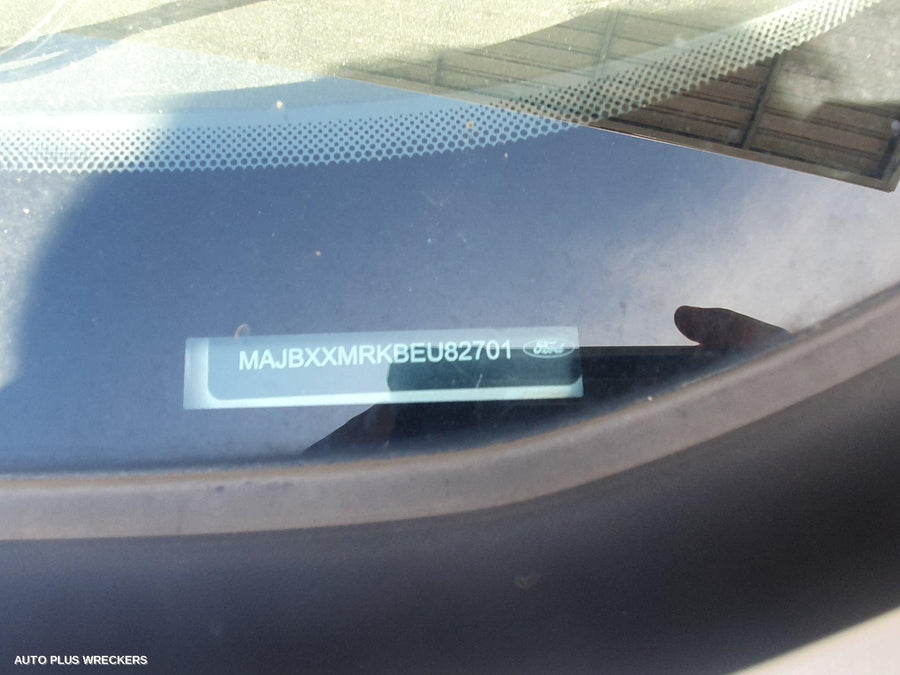 MAJBXXMRKBEU82701 Ford
AUTO PLUS WRECKERS